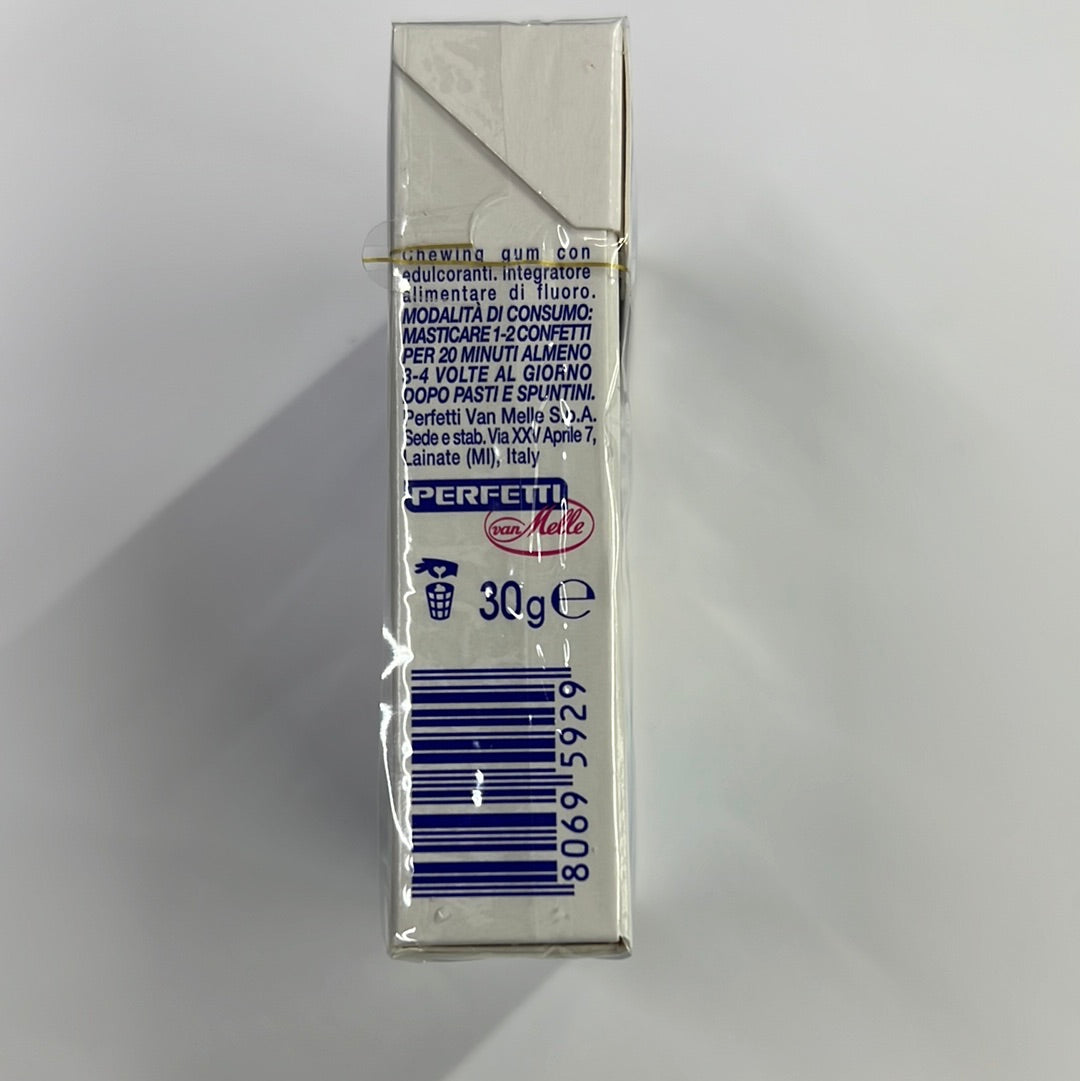 Chewing gum con
edulcoranti. Integratore
alimentare di fluoro.
MODALITÀ DI CONSUMO:
MASTICARE 1-2 CONFETTI
PER 20 MINUTI ALMENO
3-4 VOLTE AL GIORNO
DOPO PASTI E SPUNTINI.
Perfetti Van Melle S.p.A.
Sede e stab. Via XXV Aprile 7,
Lainate (MI), Italy
PERFETTI
van Melle
30g℮
8069 5929